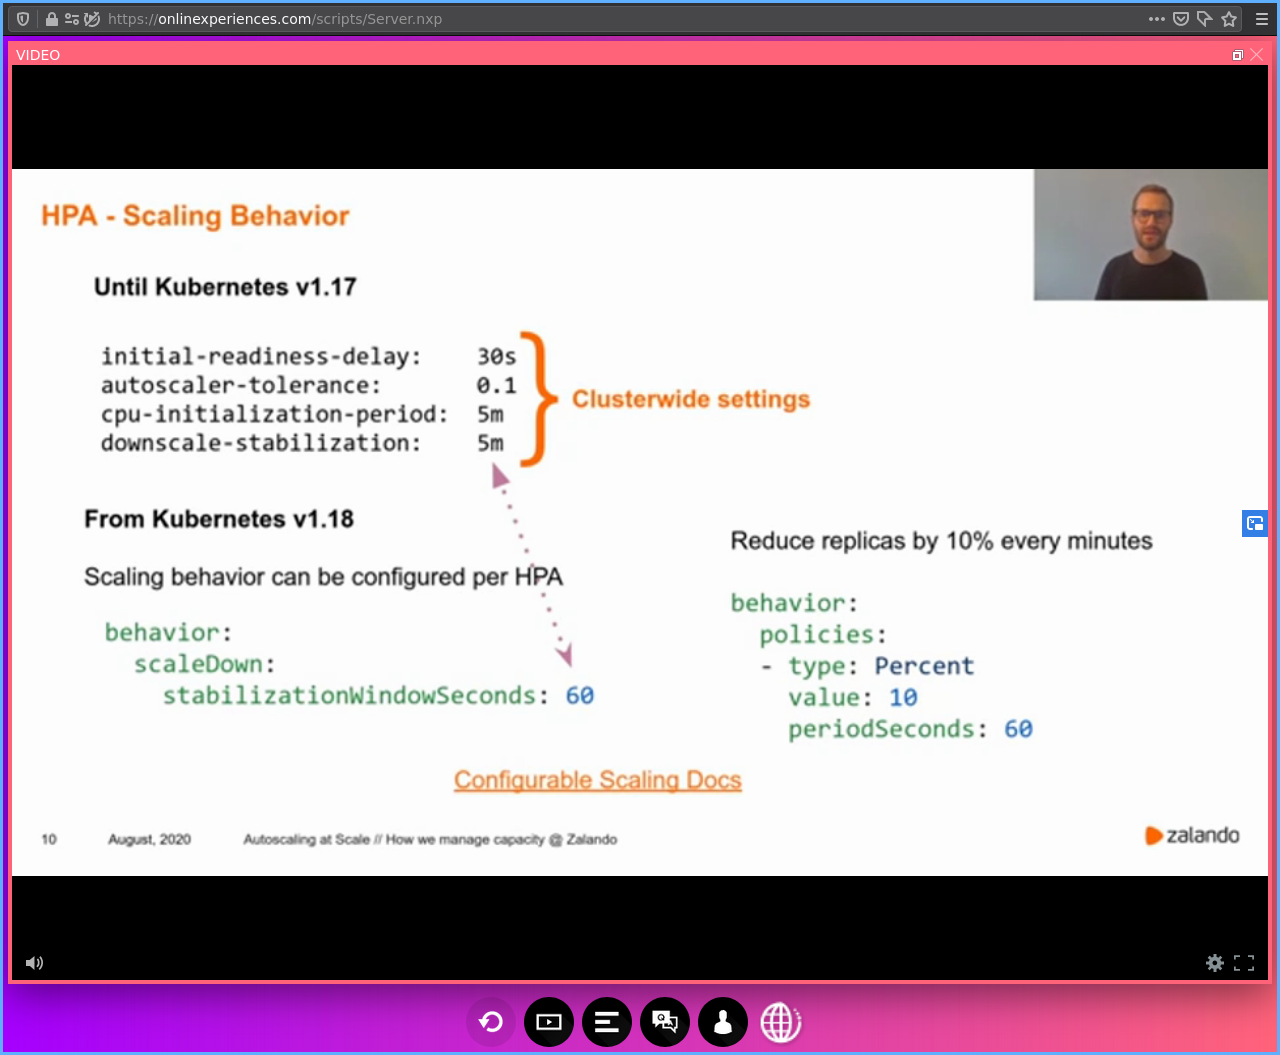 https://onlinexperiences.com/scripts/Server.nxp
VIDEO
HPA - Scaling Behavior
Until Kubernetes v1.17
initial-readiness-delay: 30s
autoscaler-tolerance: 0.1
cpu-initialization-period: 5m
downscale-stabilization: 5m
Clusterwide settings
From Kubernetes v1.18
Scaling behavior can be configured per HPA
behavior:
scaleDown:
stabilizationWindowSeconds: 60
Reduce replicas by 10% every minutes
behavior:
policies:
- type: Percent
value: 10
periodSeconds: 60
Configurable Scaling Docs
10 August, 2020 Autoscaling at Scale // How we manage capacity @ Zalando
zalando